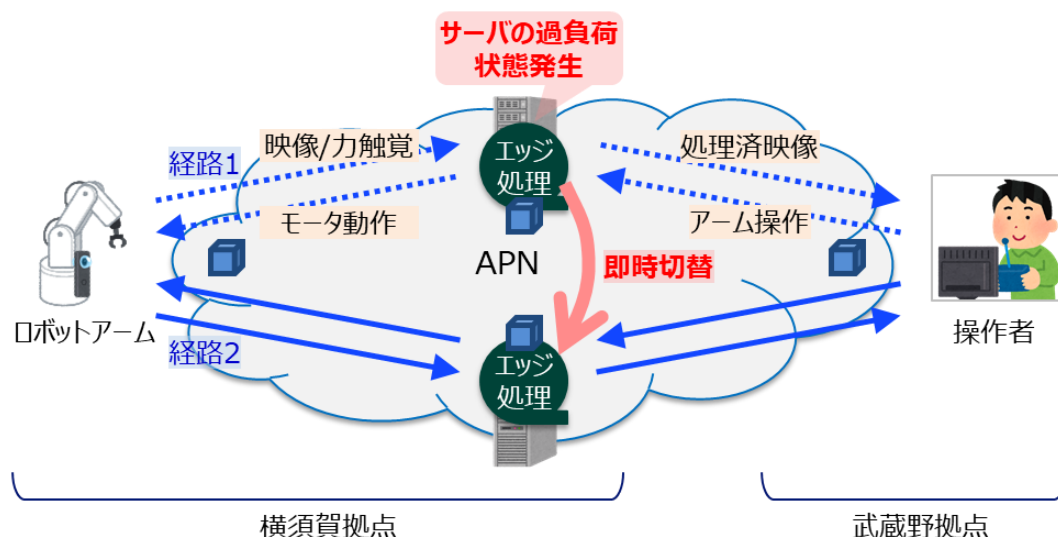 サーバの過負荷
状態発生
映像/力触覚
エッジ
処理
処理済映像
経路1
モータ動作
アーム操作
APN
即時切替
ロボットアーム
経路2
エッジ
処理
操作者
横須賀拠点
武蔵野拠点